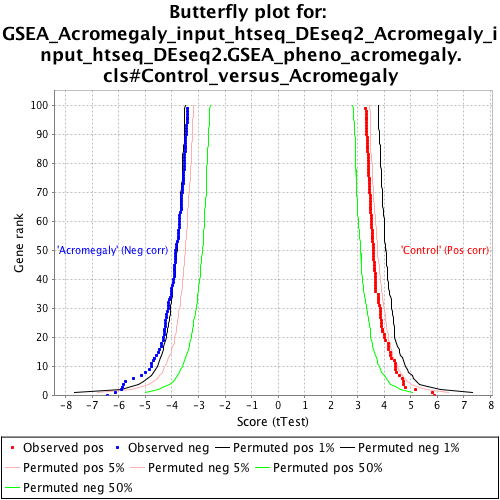 Butterfly plot for:
GSEA_Acromegaly_input_htseq_DEseq2_Acromegaly_i
nput_htseq_DEseq2.GSEA_pheno_acromegaly.
cls#Control_versus_Acromegaly
100
90
80
70
60
50
40
30
20
10
0
Gene rank
'Acromegaly' (Neg corr)
'Control' (Pos corr)
-8 -7 -6 -5 -4 -3 -2 -1 0 1 2 3 4 5 6 7 8
Score (tTest)
Observed pos Observed neg Permuted pos 1% Permuted neg 1%
Permuted pos 5% Permuted neg 5% Permuted pos 50%
Permuted neg 50%